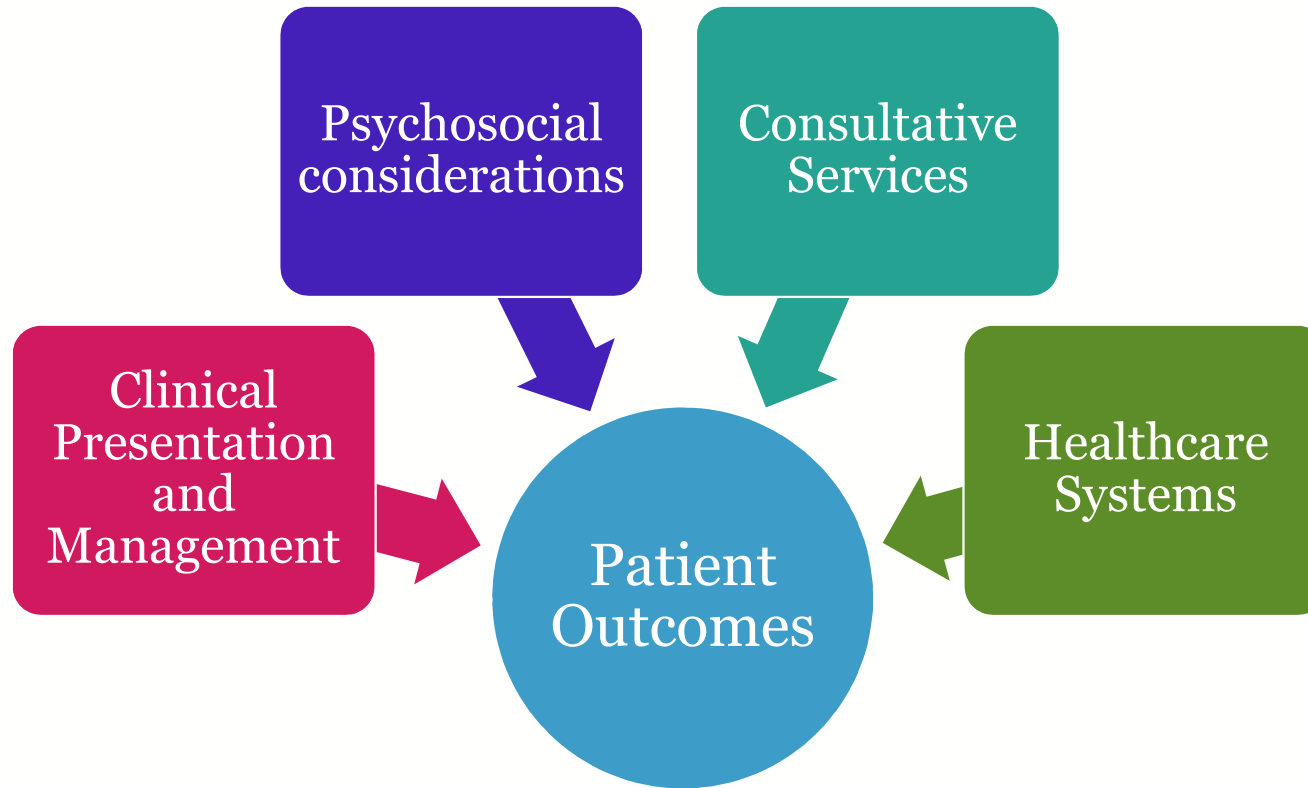 Psychosocial
considerations
Consultative
Services
Clinical
Presentation
and
Management
Healthcare
Systems
Patient
Outcomes